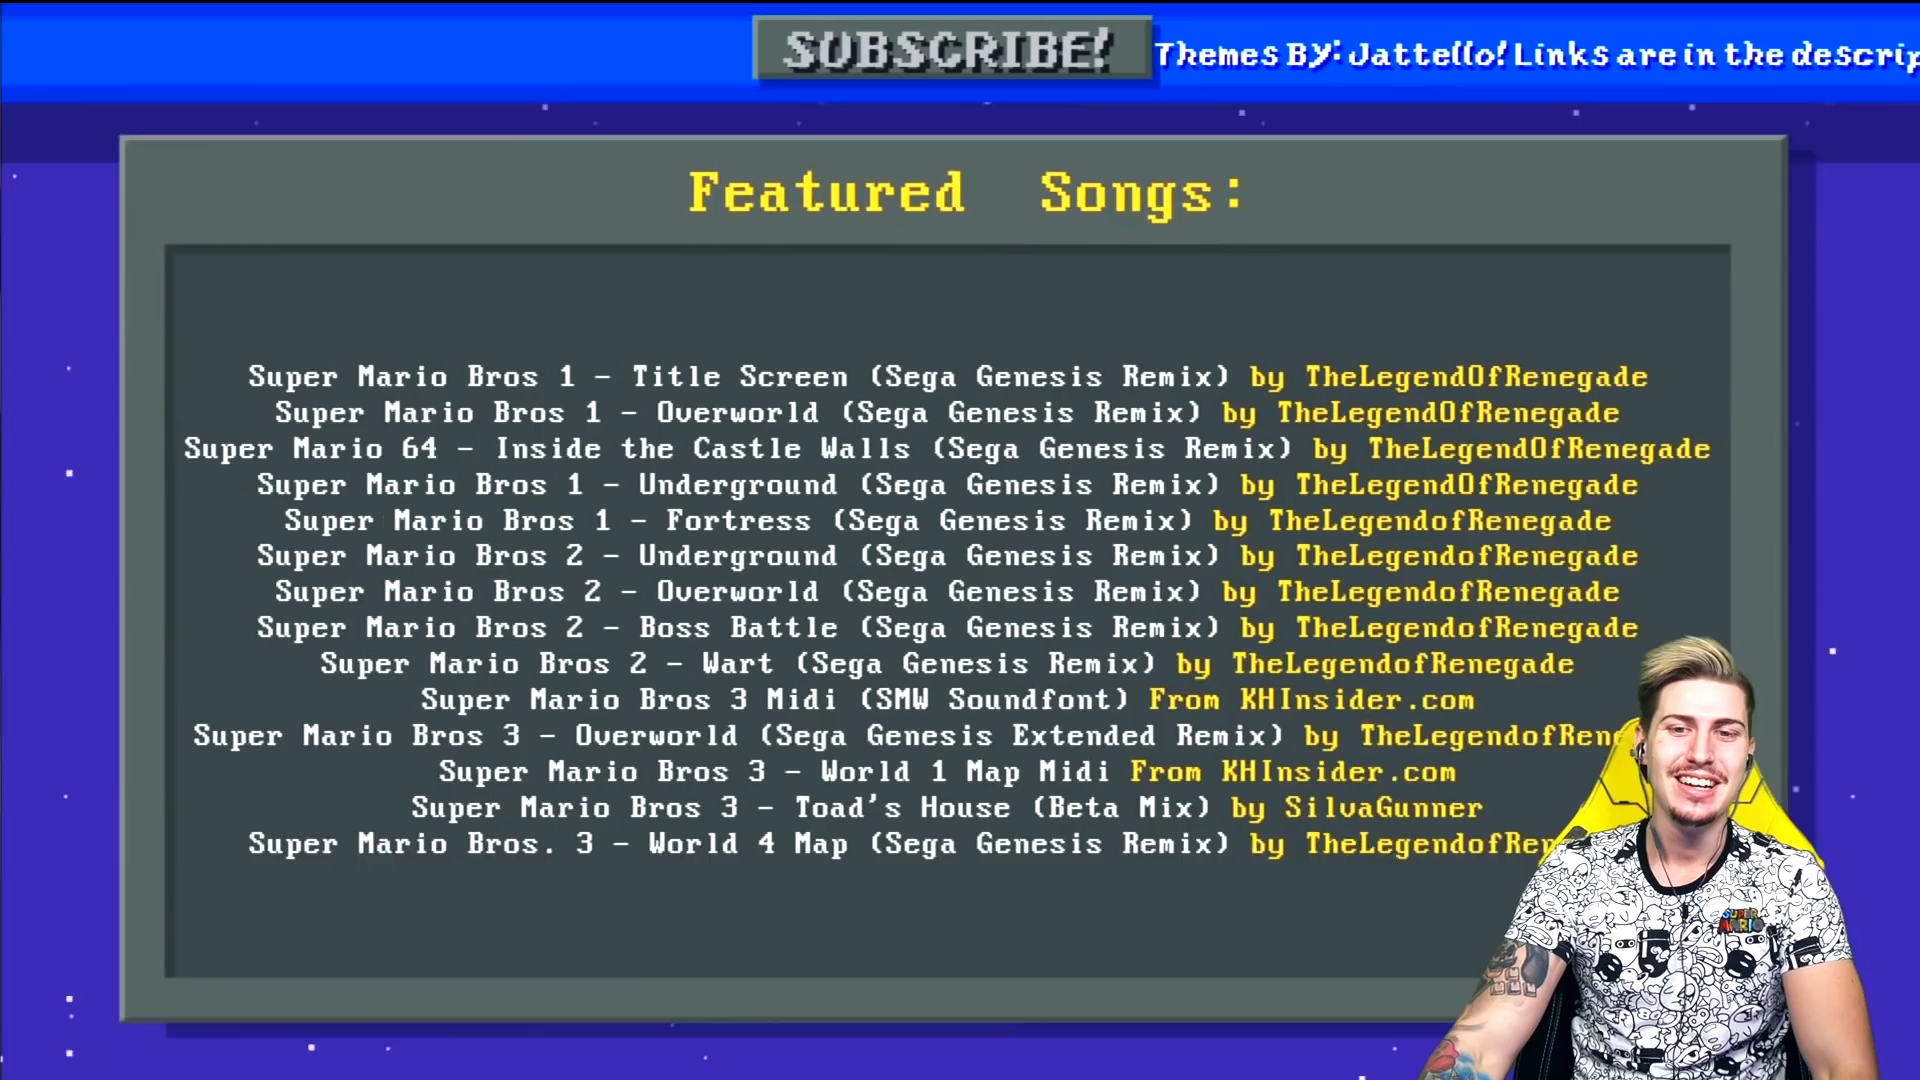 SUBSCRIBE!
Themes BY: Jattello! Links are in the descrip
Featured Songs:
Super Mario Bros 1 - Title Screen (Sega Genesis Remix) by TheLegendOfRenegade
Super Mario Bros 1 - Overworld (Sega Genesis Remix) by TheLegendOfRenegade
Super Mario 64 - Inside the Castle Walls (Sega Genesis Remix) by TheLegendOfRenegade
Super Mario Bros 1 - Underground (Sega Genesis Remix) by TheLegendOfRenegade
Super Mario Bros 1 - Fortress (Sega Genesis Remix) by TheLegendofRenegade
Super Mario Bros 2 - Underground (Sega Genesis Remix) by TheLegendofRenegade
Super Mario Bros 2 - Overworld (Sega Genesis Remix) by TheLegendofRenegade
Super Mario Bros 2 - Boss Battle (Sega Genesis Remix) by TheLegendofRenegade
Super Mario Bros 2 - Wart (Sega Genesis Remix) by TheLegendofRenegade
Super Mario Bros 3 Midi (SMW Soundfont) From KHInsider.com
Super Mario Bros 3 - Overworld (Sega Genesis Extended Remix) by TheLegendofRene
Super Mario Bros 3 - World 1 Map Midi From KHInsider.com
Super Mario Bros 3 - Toad's House (Beta Mix) by SilvaGunner
Super Mario Bros. 3 - World 4 Map (Sega Genesis Remix) by TheLegendofRen
SUPER
MARIO